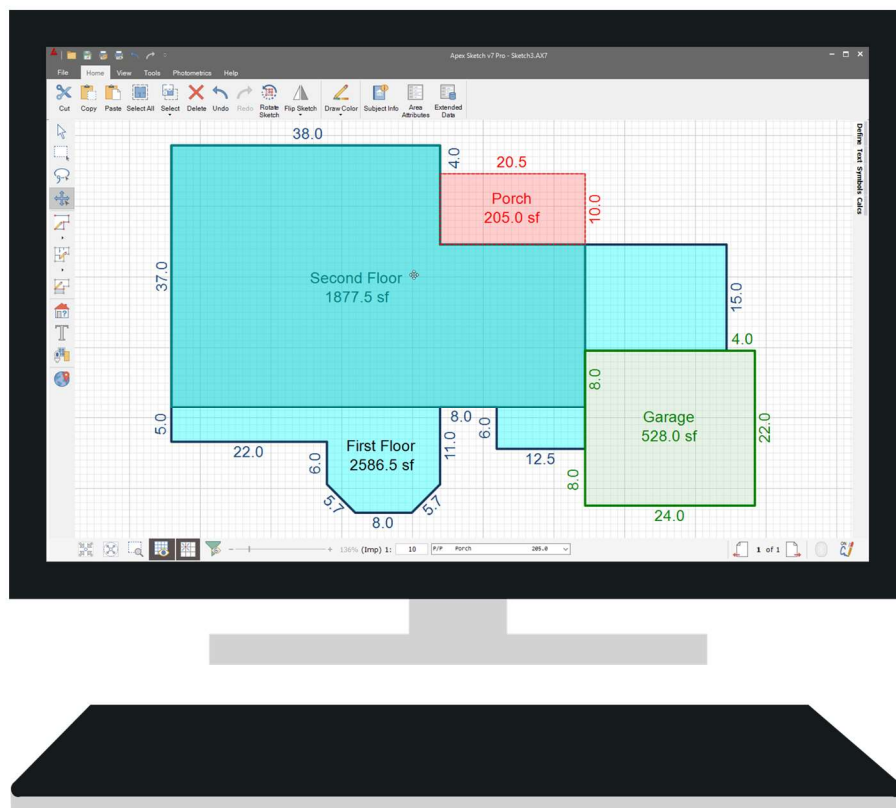 Apex Sketch v7 Pro - Sketch3.AX7
File Home View Tools Photometrics Help
Cut Copy Paste Select All Select Delete Undo Redo Rotate Sketch Flip Sketch Draw Color Subject Info Area Attributes Extended Data
Define Text Symbols Calcs
38.0
4.0
20.5
Porch
205.0 sf
10.0
37.0
Second Floor
1877.5 sf
15.0
4.0
8.0
Garage
528.0 sf
22.0
5.0
22.0
First Floor
2586.5 sf
8.0
11.0
6.0
12.5
6.0
5.7
8.0
5.7
8.0
24.0
136% (Imp) 1: 10 P/P Porch 205.0
1 of 1